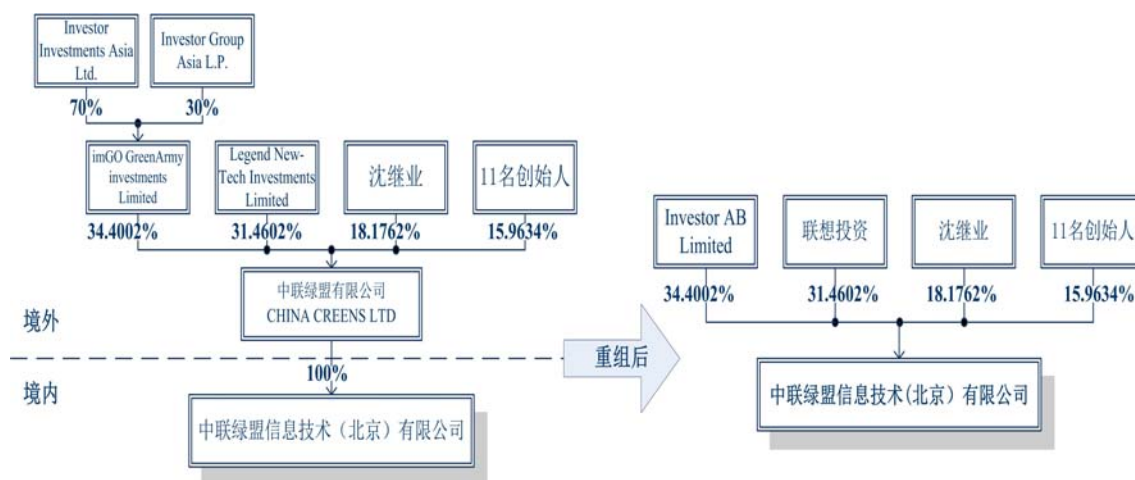 Investor
Investments Asia
Ltd.
Investor Group
Asia L.P.
70%
30%
imGO GreenArmy
investments
Limited
Legend New-
Tech Investments
Limited
沈继业
11名创始人
34.4002%
31.4602%
18.1762%
15.9634%
中联绿盟有限公司
CHINA CREENS LTD
境外
100%
境内
中联绿盟信息技术（北京）有限公司
重组后
Investor AB
Limited
联想投资
沈继业
11名创始人
34.4002%
31.4602%
18.1762%
15.9634%
中联绿盟信息技术(北京）有限公司